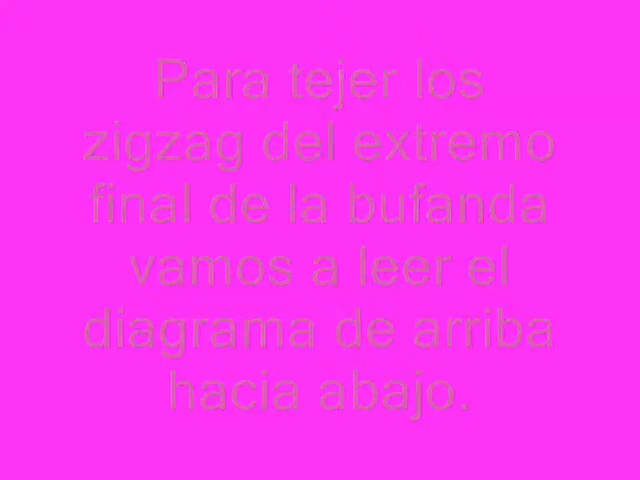 Para tejer los
zigzag del extremo
final de la bufanda
vamos a leer el
diagrama de arriba
hacia abajo.